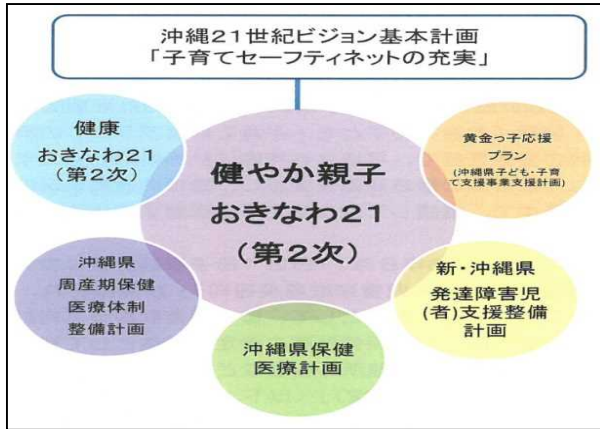 沖縄21世紀ビジョン基本計画
「子育てセーフティネットの充実」
健康
おきなわ21
(第2次)
健やか親子
おきなわ21
(第2次)
黄金っ子応援
プラン
(沖縄県子ども・子育
て支援事業支援計画)
沖縄県
周産期保健
医療体制
整備計画
沖縄県保健
医療計画
新・沖縄県
発達障害児
(者)支援整備
計画